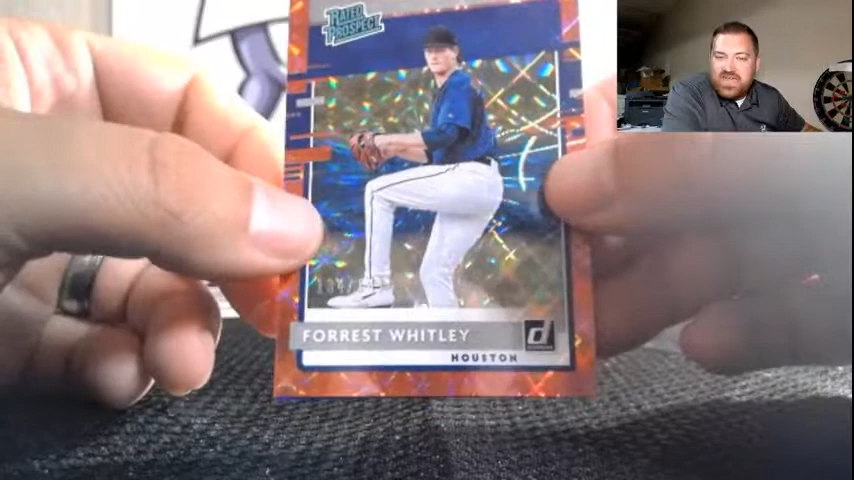 RATED
PROSPECT
FORREST WHITLEY
d
HOUSTON